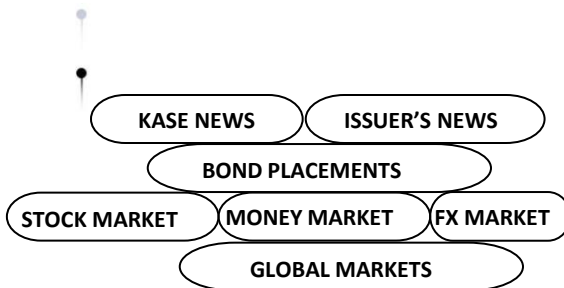 KASE NEWS ISSUER’S NEWS
BOND PLACEMENTS
STOCK MARKET MONEY MARKET FX MARKET
GLOBAL MARKETS